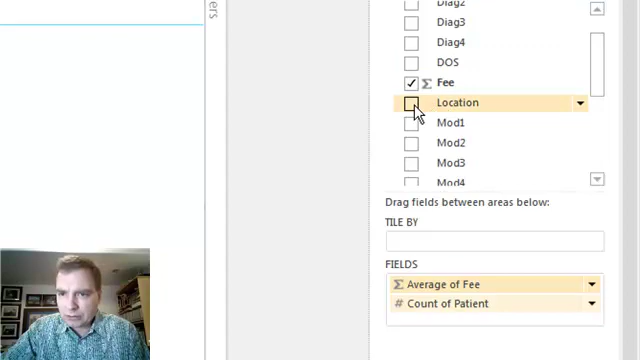 ers
Diag2
Diag3
Diag4
DOS
Σ Fee
Location
Mod1
Mod2
Mod3
Mod4
Drag fields between areas below:
TILE BY
FIELDS
Σ Average of Fee
# Count of Patient